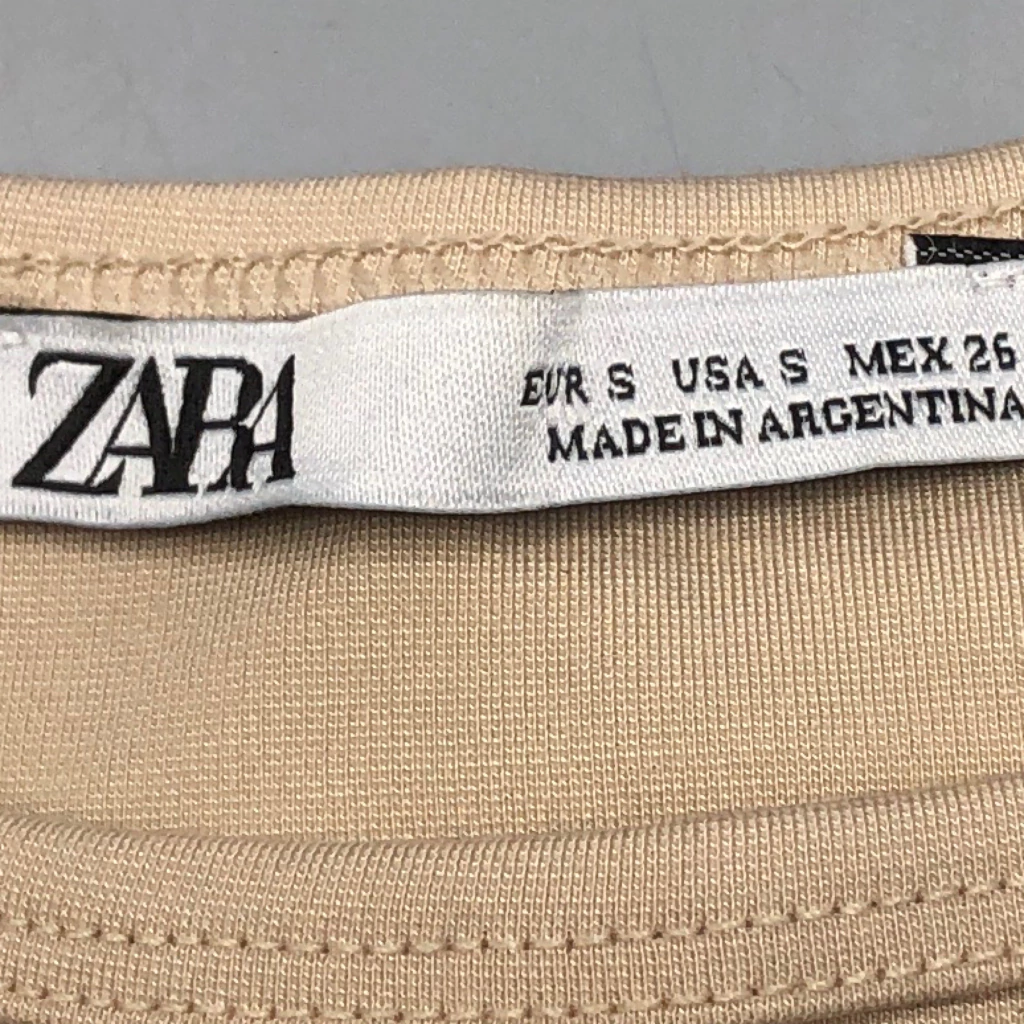 ZARA
EUR S USA S MEX 26
MADE IN ARGENTINA